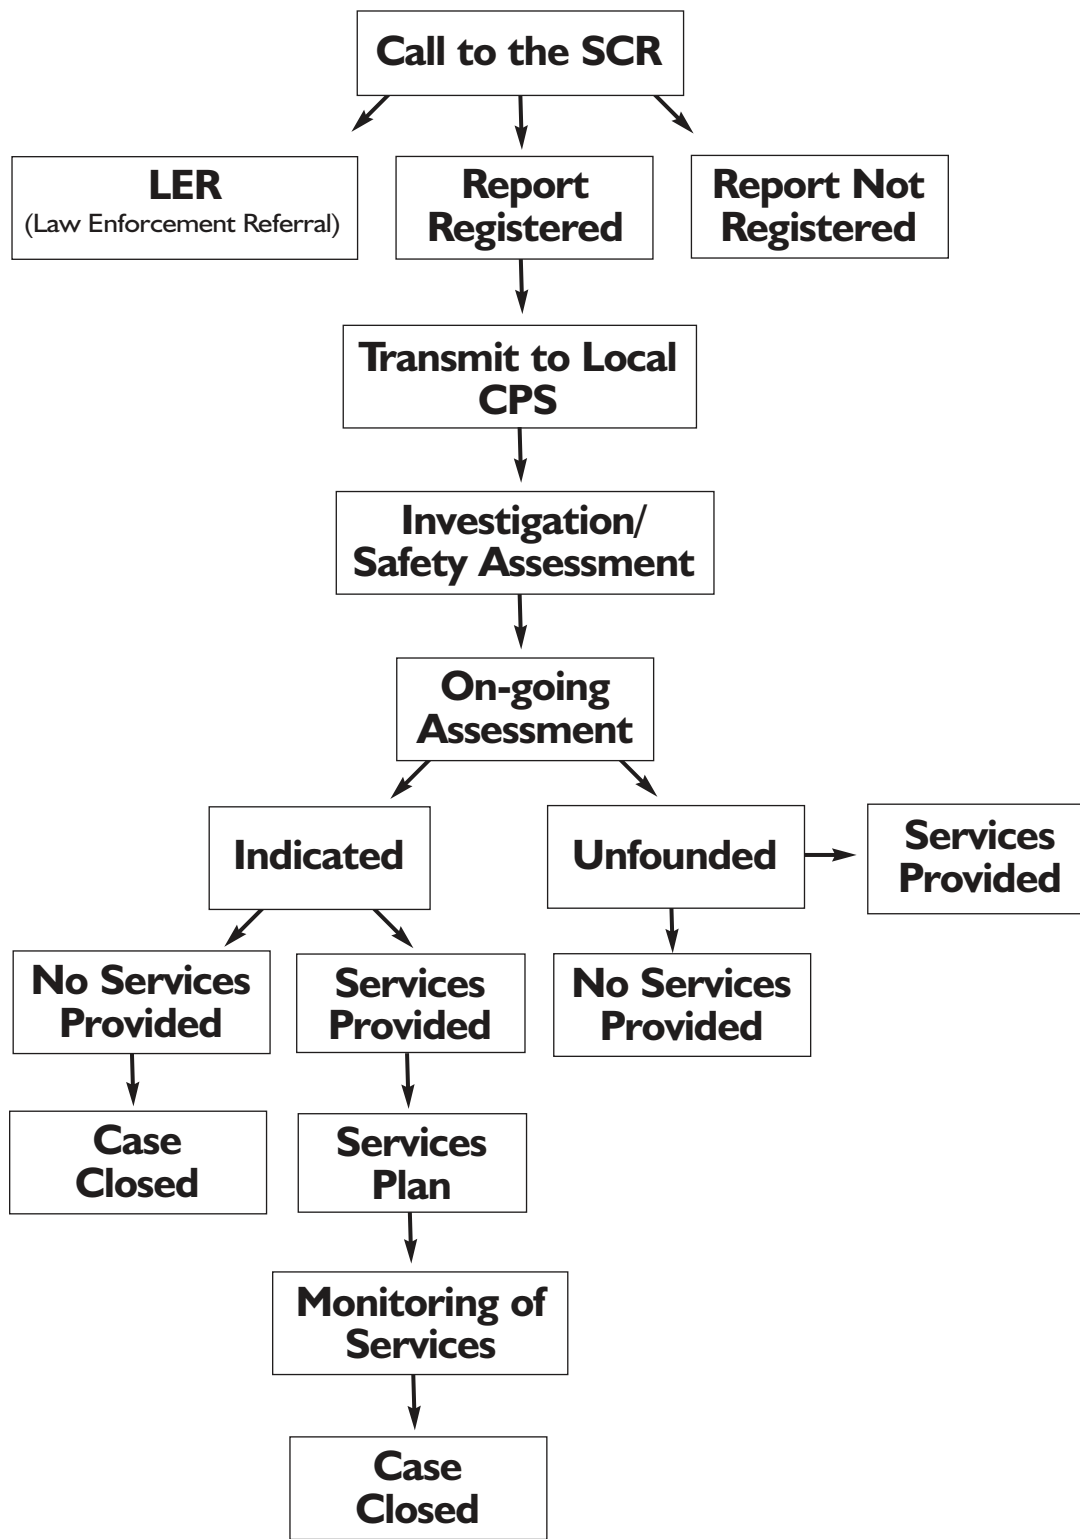 Call to the SCR
LER
(Law Enforcement Referral)
Report
Registered
Report Not
Registered
Transmit to Local
CPS
Investigation/
Safety Assessment
On-going
Assessment
Indicated
Unfounded
Services
Provided
No Services
Provided
Services
Provided
No Services
Provided
Case
Closed
Services
Plan
Monitoring of
Services
Case
Closed